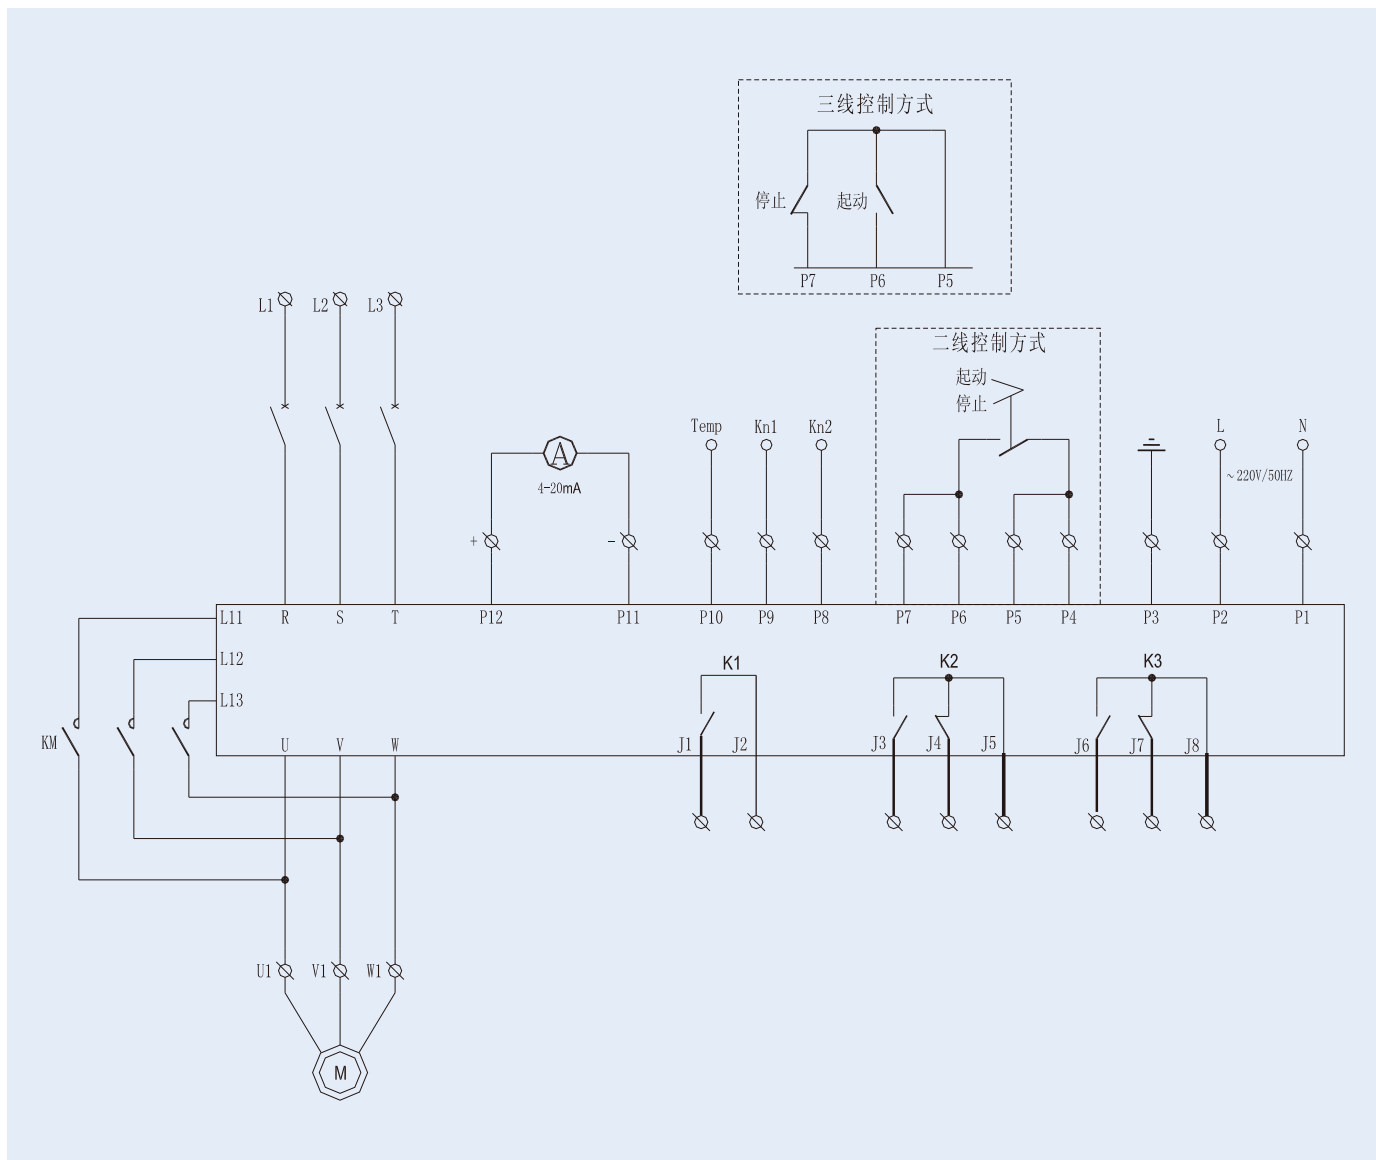 三线控制方式
停止 起动
P7 P6 P5
L1 L2 L3
二线控制方式
起动
停止
Temp Kn1 Kn2 L N
A
4-20mA
~220V/50HZ
+ -
L11 R S T P12 P11 P10 P9 P8 P7 P6 P5 P4 P3 P2 P1
L12
L13
K1 K2 K3
KM
U V W J1 J2 J3 J4 J5 J6 J7 J8
U1 V1 W1
M